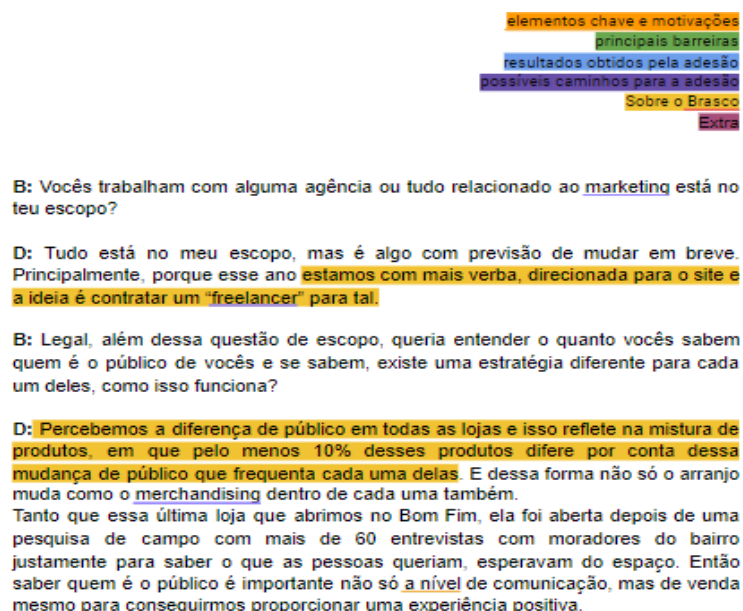 elementos chave e motivações
principais barreiras
resultados obtidos pela adesão
possíveis caminhos para a adesão
Sobre o Brasco
Extra
B: Vocês trabalham com alguma agência ou tudo relacionado ao marketing está no
teu escopo?
D: Tudo está no meu escopo, mas é algo com previsão de mudar em breve.
Principalmente, porque esse ano estamos com mais verba, direcionada para o site e
a ideia é contratar um “freelancer” para tal.
B: Legal, além dessa questão de escopo, queria entender o quanto vocês sabem
quem é o público de vocês e se sabem, existe uma estratégia diferente para cada
um deles, como isso funciona?
D: Percebemos a diferença de público em todas as lojas e isso reflete na mistura de
produtos, em que pelo menos 10% desses produtos difere por conta dessa
mudança de público que frequenta cada uma delas. E dessa forma não só o arranjo
muda como o merchandising dentro de cada uma também.
Tanto que essa última loja que abrimos no Bom Fim, ela foi aberta depois de uma
pesquisa de campo com mais de 60 entrevistas com moradores do bairro
justamente para saber o que as pessoas queriam, esperavam do espaço. Então
saber quem é o público é importante não só a nível de comunicação, mas de venda
mesmo para conseguirmos proporcionar uma experiência positiva.